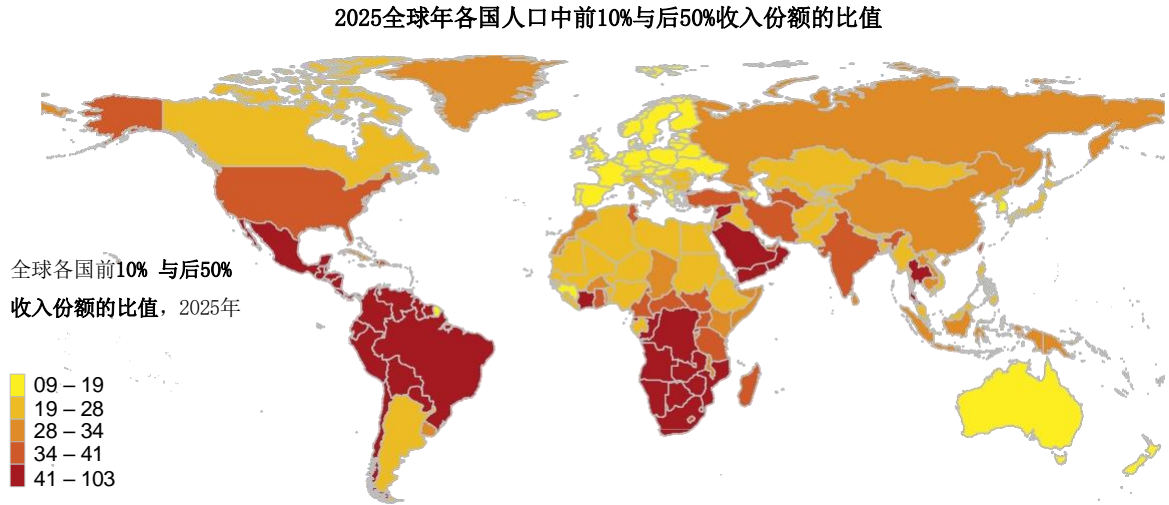 2025全球年各国人口中前10%与后50%收入份额的比值
全球各国前10% 与后50%
收入份额的比值，2025年
09 – 19
19 – 28
28 – 34
34 – 41
41 – 103